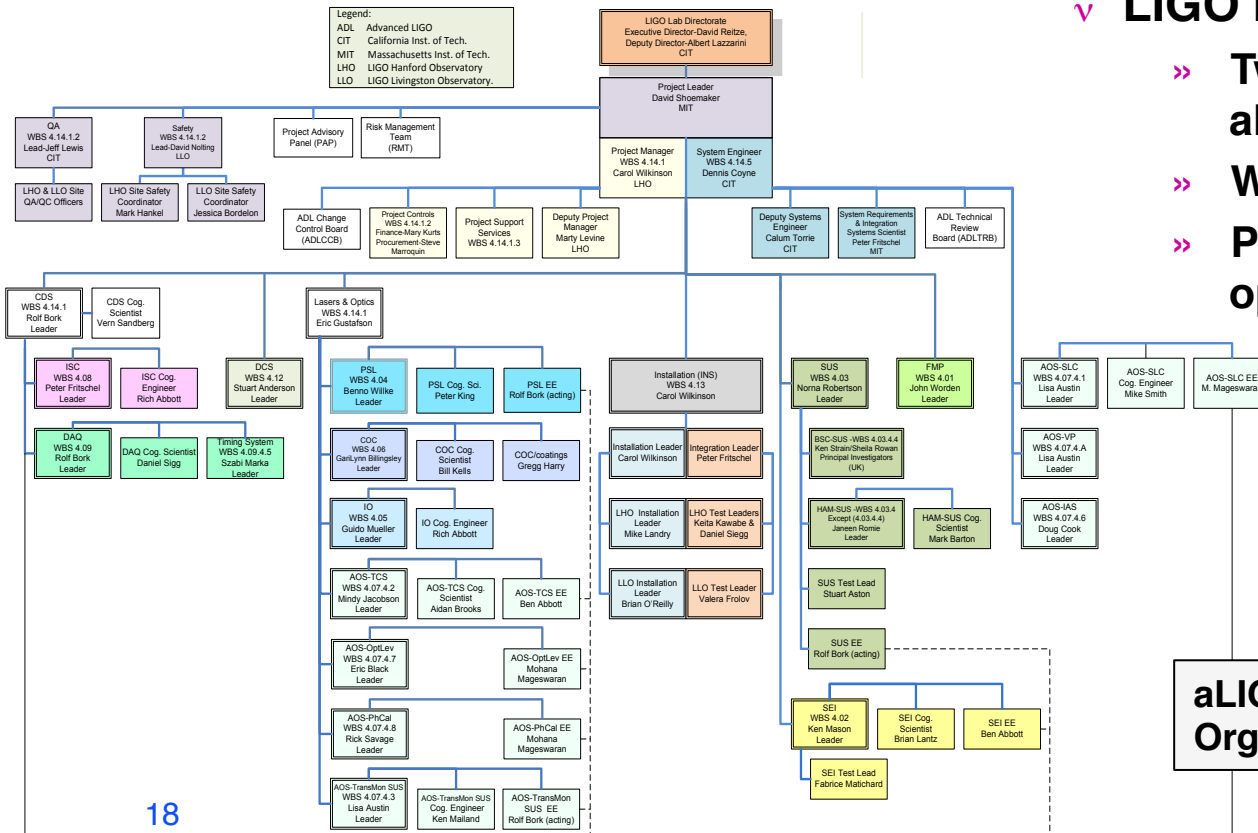 Legend:
ADL Advanced LIGO
CIT California Inst. of Tech.
MIT Massachusetts Inst. of Tech.
LHO LIGO Hanford Observatory
LLO LIGO Livingston Observatory.
LIGO Lab Directorate
Executive Director-David Reitze,
Deputy Director-Albert Lazzarini
CIT
ν LIGO
»
»
»
Project Leader
David Shoemaker
MIT
QA
WBS 4.14.1.2
Lead-Jeff Lewis
CIT
Safety
WBS 4.14.1.2
Lead-David Nolting
LLO
Project Advisory
Panel (PAP)
Risk Management
Team
(RMT)
Project Manager
WBS 4.14.1
Carol Wilkinson
LHO
System Engineer
WBS 4.14.5
Dennis Coyne
CIT
LHO & LLO Site
QA/QC Officers
LHO Site Safety
Coordinator
Mark Hankel
LLO Site Safety
Coordinator
Jessica Bordelon
ADL Change
Control Board
(ADLCCB)
Project Controls
WBS 4.14.1.2
Finance-Mary Kurts
Procurement-Steve
Marroquin
Project Support
Services
WBS 4.14.1.3
Deputy Project
Manager
Marty Levine
LHO
Deputy Systems
Engineer
Calum Torrie
CIT
System Requirements
& Integration
Systems Scientist
Peter Fritschel
MIT
ADL Technical
Review
Board (ADLTRB)
CDS
WBS 4.14.1
Rolf Bork
Leader
CDS Cog.
Scientist
Vern Sandberg
Lasers & Optics
WBS 4.14.1
Eric Gustafson
ISC
WBS 4.08
Peter Fritschel
Leader
ISC Cog.
Engineer
Rich Abbott
DCS
WBS 4.12
Stuart Anderson
Leader
PSL
WBS 4.04
Benno Willke
Leader
PSL Cog. Sci.
Peter King
PSL EE
Rolf Bork (acting)
Installation (INS)
WBS 4.13
Carol Wilkinson
SUS
WBS 4.03
Norna Robertson
Leader
FMP
WBS 4.01
John Worden
Leader
AOS-SLC
WBS 4.07.4.1
Lisa Austin
Leader
AOS-SLC
Cog. Engineer
Mike Smith
AOS-SLC EE
M. Mageswara
DAQ
WBS 4.09
Rolf Bork
Leader
DAQ Cog. Scientist
Daniel Sigg
Timing System
WBS 4.09.4.5
Szabi Marka
Leader
COC
WBS 4.06
GariLynn Billingsley
Leader
COC Cog.
Scientist
Bill Kells
COC/coatings
Gregg Harry
Installation Leader
Carol Wilkinson
Integration Leader
Peter Fritschel
BSC-SUS -WBS 4.03.4.4
Ken Strain/Sheila Rowan
Principal Investigators
(UK)
AOS-VP
WBS 4.07.4.A
Lisa Austin
Leader
IO
WBS 4.05
Guido Mueller
Leader
IO Cog. Engineer
Rich Abbott
LHO Installation
Leader
Mike Landry
LHO Test Leaders
Keita Kawabe &
Daniel Siegg
HAM-SUS -WBS 4.03.4
Except (4.03.4.4)
Janeen Romie
Leader
HAM-SUS Cog.
Scientist
Mark Barton
AOS-IAS
WBS 4.07.4.6
Doug Cook
Leader
AOS-TCS
WBS 4.07.4.2
Mindy Jacobson
Leader
AOS-TCS Cog.
Scientist
Aidan Brooks
AOS-TCS EE
Ben Abbott
LLO Installation
Leader
Brian O'Reilly
LLO Test Leader
Valera Frolov
SUS Test Lead
Stuart Aston
AOS-OptLev
WBS 4.07.4.7
Eric Black
Leader
AOS-OptLev EE
Mohana
Mageswaran
SUS EE
Rolf Bork (acting)
AOS-PhCal
WBS 4.07.4.8
Rick Savage
Leader
AOS-PhCal EE
Mohana
Mageswaran
SEI
WBS 4.02
Ken Mason
Leader
SEI Cog.
Scientist
Brian Lantz
SEI EE
Ben Abbott
aLIG
Org
AOS-TransMon SUS
WBS 4.07.4.3
Lisa Austin
Leader
AOS-TransMon SUS
Cog. Engineer
Ken Mailand
AOS-TransMon
SUS EE
Rolf Bork (acting)
SEI Test Lead
Fabrice Matichard
18